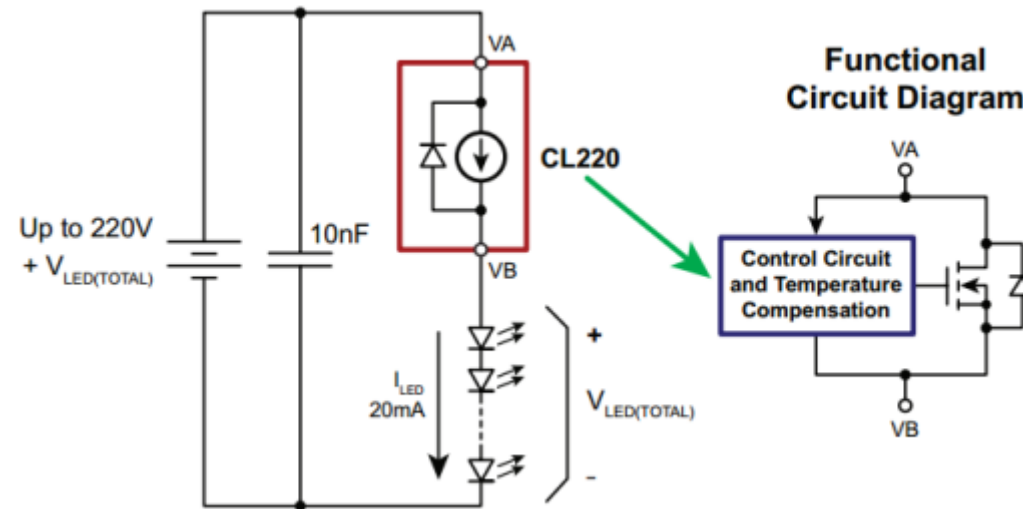 VA
Functional
Circuit Diagram
CL220
VA
Up to 220V
+ VLED(TOTAL)
10nF
VB
Control Circuit
and Temperature
Compensation
+
ILED
20mA
VLED(TOTAL)
-
VB